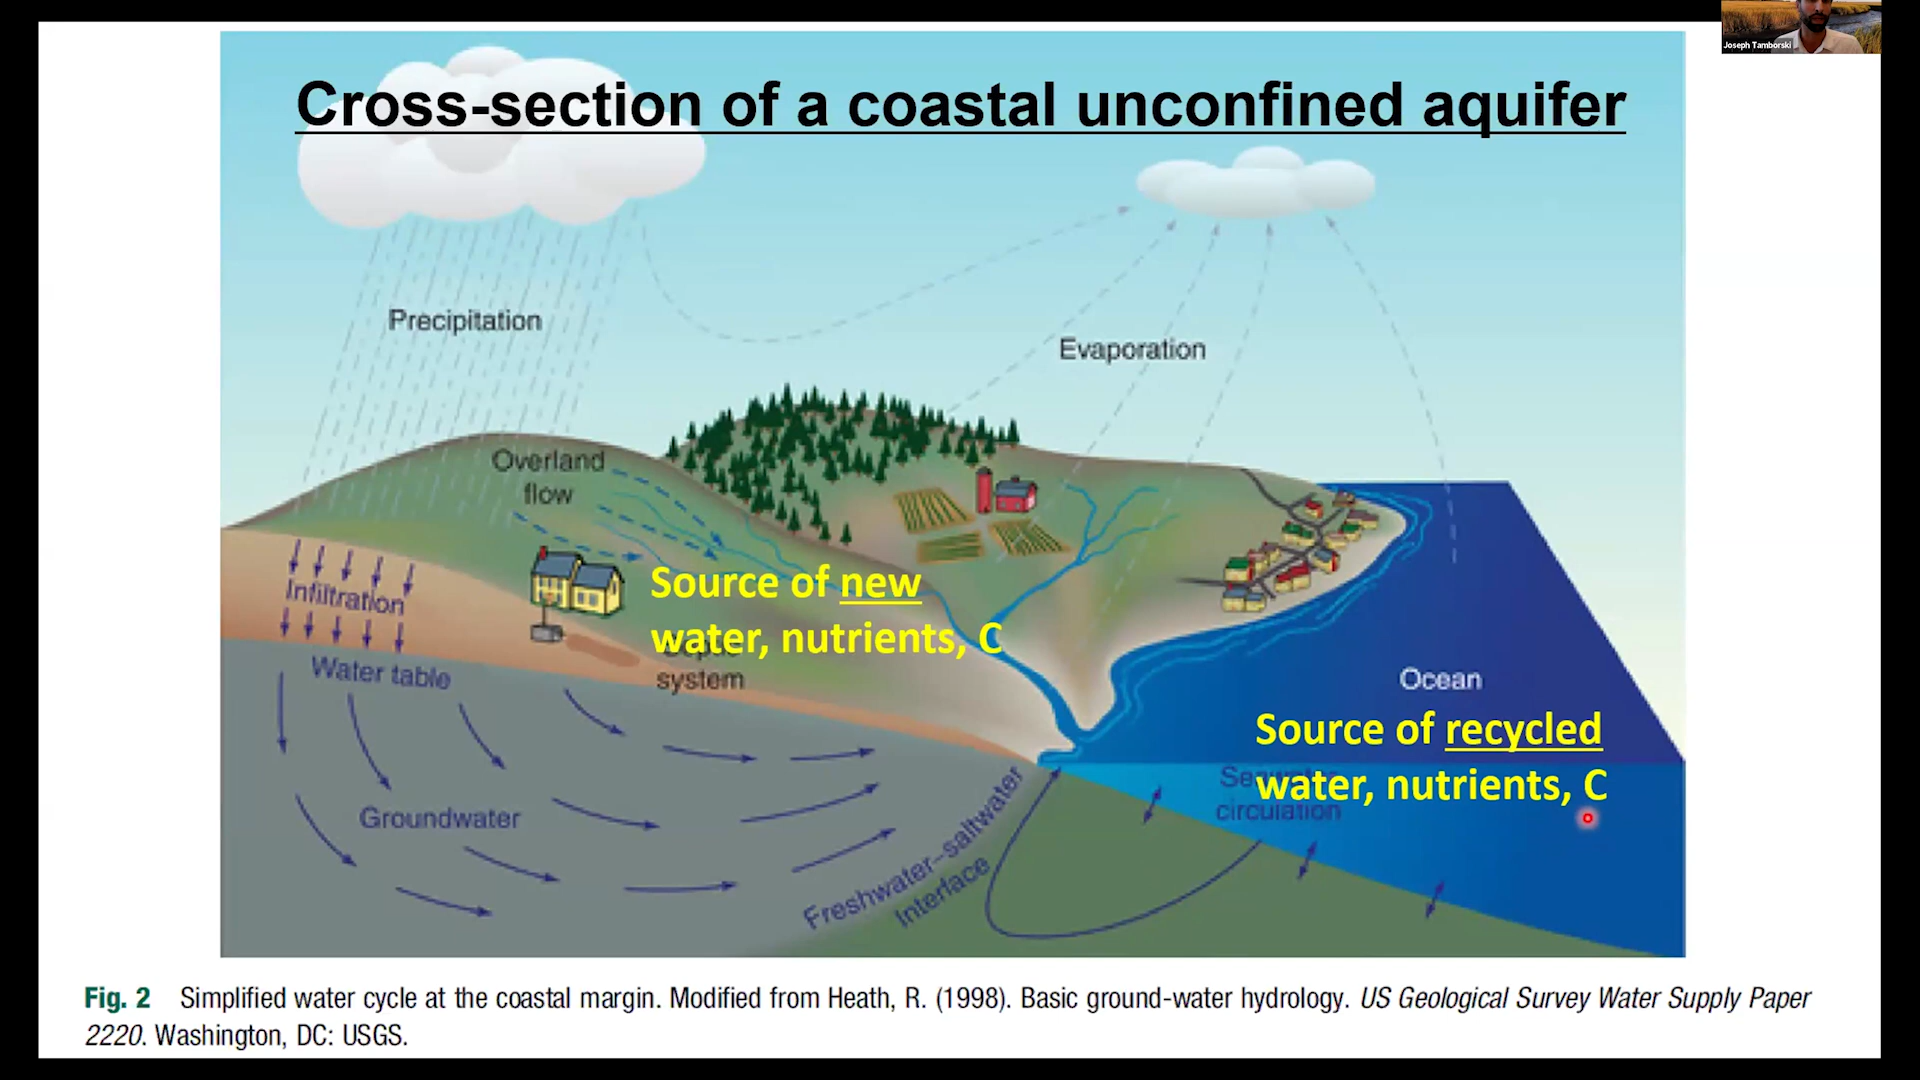 Joseph Tamborski
Cross-section of a coastal unconfined aquifer
Precipitation
Evaporation
Overland
flow
Source of new
water, nutrients, C
Infiltration
Water table
system
Ocean
Source of recycled
water, nutrients, C
circulation
Groundwater
Freshwater–saltwater
Interface
Fig. 2 Simplified water cycle at the coastal margin. Modified from Heath, R. (1998). Basic ground-water hydrology. US Geological Survey Water Supply Paper
2220. Washington, DC: USGS.